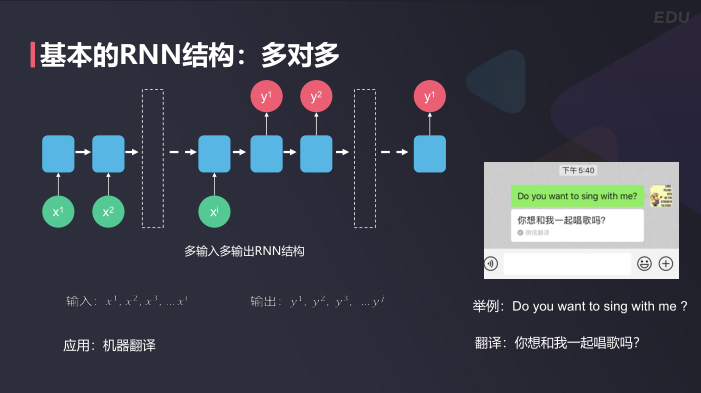 EDU
基本的RNN结构：多对多
y¹ y² y¹
x¹ x² xⁱ
多输入多输出RNN结构
输入：x¹, x², x³, ... xⁱ
输出：y¹, y², y³, ... yʲ
应用：机器翻译
下午5:40
Do you want to sing with me?
你想和我一起唱歌吗?
微信翻译
举例：Do you want to sing with me ?
翻译：你想和我一起唱歌吗?